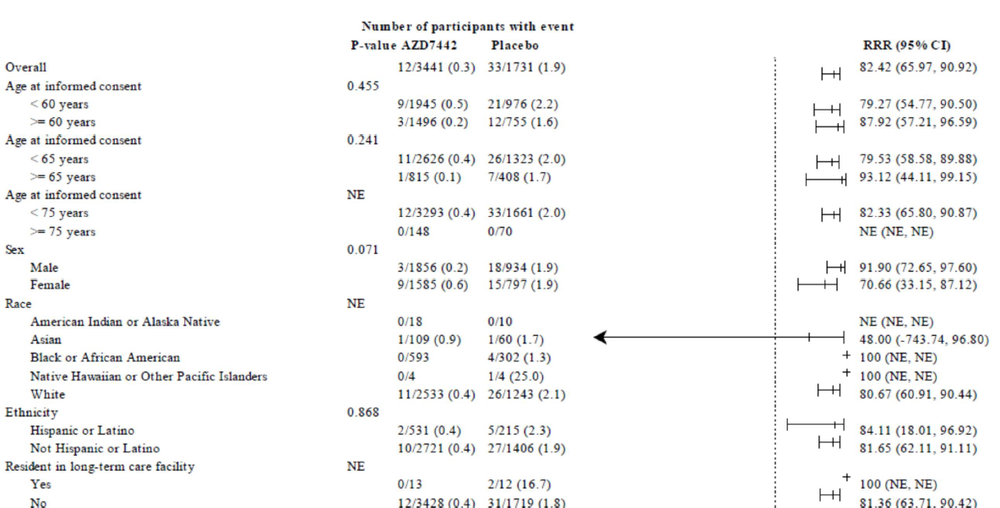 Number of participants with event
P-value AZD7442 Placebo RRR (95% CI)
Overall 12/3441 (0.3) 33/1731 (1.9) 82.42 (65.97, 90.92)
Age at informed consent 0.455
< 60 years 9/1945 (0.5) 21/976 (2.2) 79.27 (54.77, 90.50)
>= 60 years 3/1496 (0.2) 12/755 (1.6) 87.92 (57.21, 96.59)
Age at informed consent 0.241
< 65 years 11/2626 (0.4) 26/1323 (2.0) 79.53 (58.58, 89.88)
>= 65 years 1/815 (0.1) 7/408 (1.7) 93.12 (44.11, 99.15)
Age at informed consent NE
< 75 years 12/3293 (0.4) 33/1661 (2.0) 82.33 (65.80, 90.87)
>= 75 years 0/148 0/70 NE (NE, NE)
Sex 0.071
Male 3/1856 (0.2) 18/934 (1.9) 91.90 (72.65, 97.60)
Female 9/1585 (0.6) 15/797 (1.9) 70.66 (33.15, 87.12)
Race NE
American Indian or Alaska Native 0/18 0/10 NE (NE, NE)
Asian 1/109 (0.9) 1/60 (1.7) 48.00 (-743.74, 96.80)
Black or African American 0/593 4/302 (1.3) 100 (NE, NE)
Native Hawaiian or Other Pacific Islanders 0/4 1/4 (25.0) 100 (NE, NE)
White 11/2533 (0.4) 26/1243 (2.1) 80.67 (60.91, 90.44)
Ethnicity 0.868
Hispanic or Latino 2/531 (0.4) 5/215 (2.3) 84.11 (18.01, 96.92)
Not Hispanic or Latino 10/2721 (0.4) 27/1406 (1.9) 81.65 (62.11, 91.11)
Resident in long-term care facility NE
Yes 0/13 2/12 (16.7) 100 (NE, NE)
No 12/3428 (0.4) 31/1719 (1.8) 81.36 (63.71, 90.42)